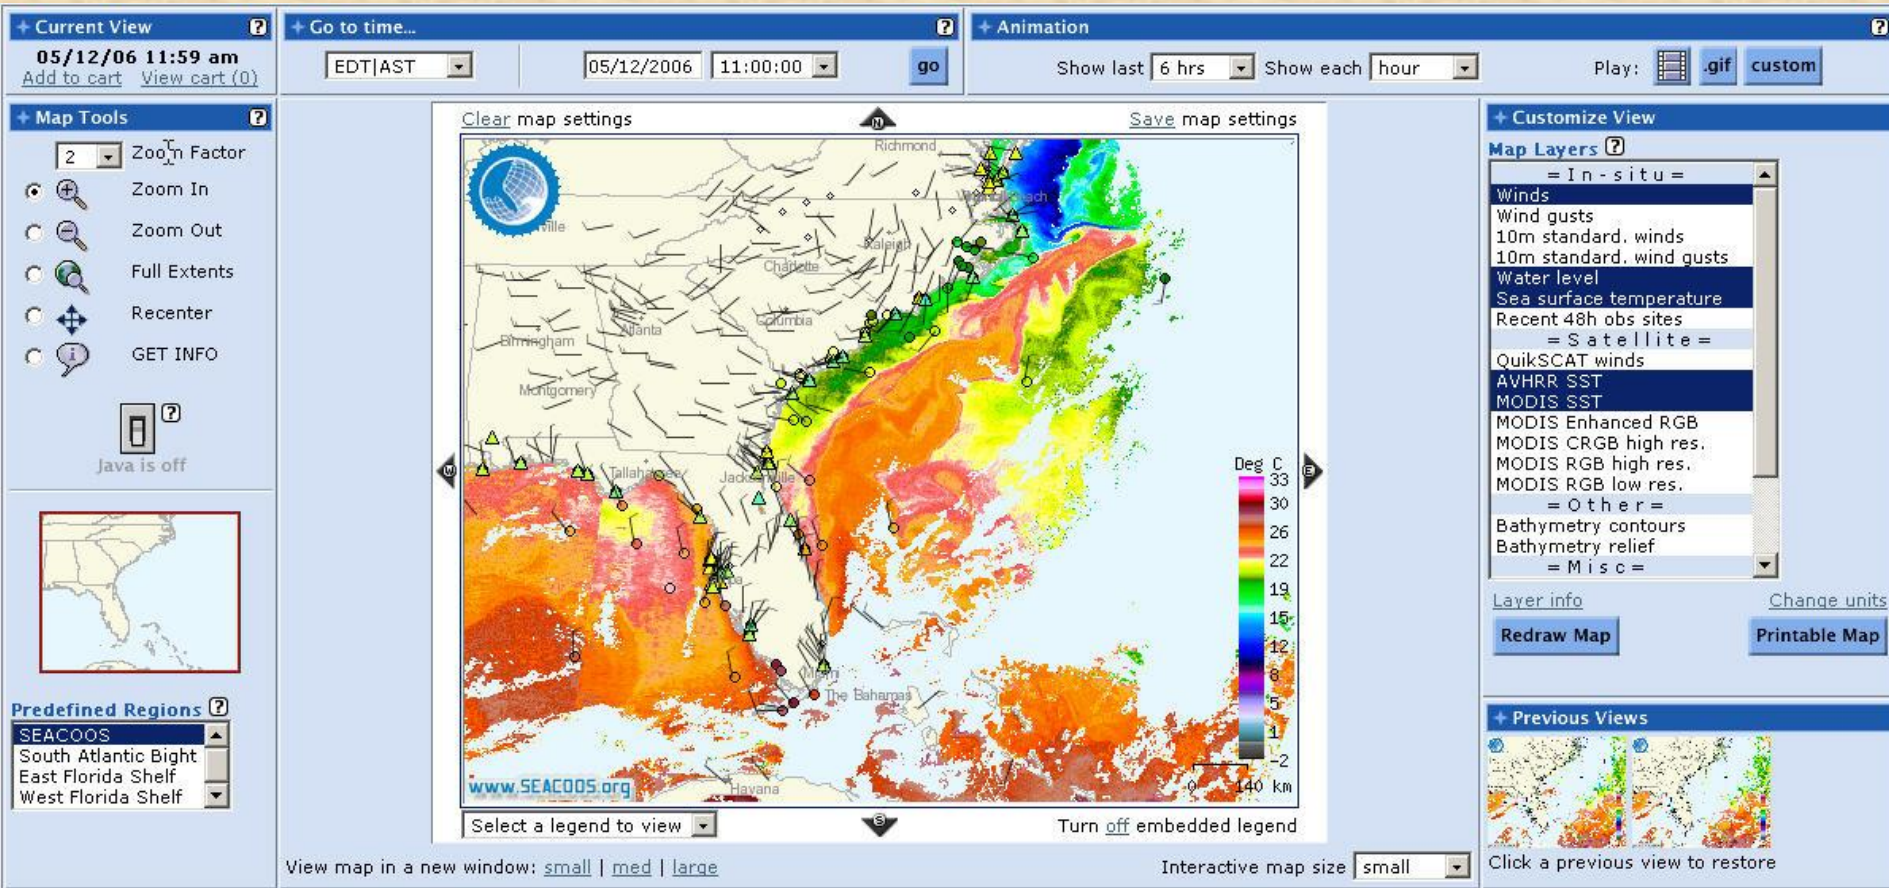 Current View ?
05/12/06 11:59 am
Add to cart View cart (0)
Go to time... ?
EDT|AST 05/12/2006 11:00:00 go
Animation ?
Show last 6 hrs Show each hour Play: .gif custom
Map Tools ?
2 Zoom Factor
Zoom In
Zoom Out
Full Extents
Recenter
GET INFO
?
Java is off
Predefined Regions ?
SEACOOS
South Atlantic Bight
East Florida Shelf
West Florida Shelf
Clear map settings N Save map settings
Richmond
ville
Raleigh
Charlotte
Columbia
Atlanta
Birmingham
Montgomery
Tallahassee
Jacksonville
W
E
Deg C
33
30
26
22
19
15
12
8
5
1
-2
Miami
The Bahamas
Havana
www.SEACOOS.org
0 140 km
Select a legend to view S Turn off embedded legend
View map in a new window: small | med | large
Interactive map size small
Customize View
Map Layers ?
=In-situ=
Winds
Wind gusts
10m standard. winds
10m standard. wind gusts
Water level
Sea surface temperature
Recent 48h obs sites
=Satellite=
QuikSCAT winds
AVHRR SST
MODIS SST
MODIS Enhanced RGB
MODIS CRGB high res.
MODIS RGB high res.
MODIS RGB low res.
=Other=
Bathymetry contours
Bathymetry relief
=Misc=
Layer info Change units
Redraw Map Printable Map
Previous Views
Click a previous view to restore